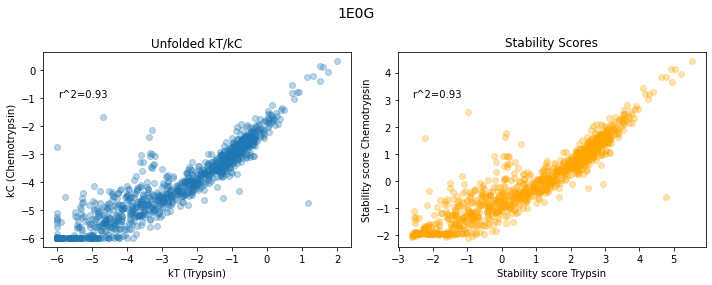 1E0G
Unfolded kT/kC
Stability Scores
r^2=0.93
r^2=0.93
kC (Chemotrypsin)
0
−1
−2
−3
−4
−5
−6
−6 −5 −4 −3 −2 −1 0 1 2
kT (Trypsin)
Stability score Chemotrypsin
4
3
2
1
0
−1
−2
−3 −2 −1 0 1 2 3 4 5
Stability score Trypsin